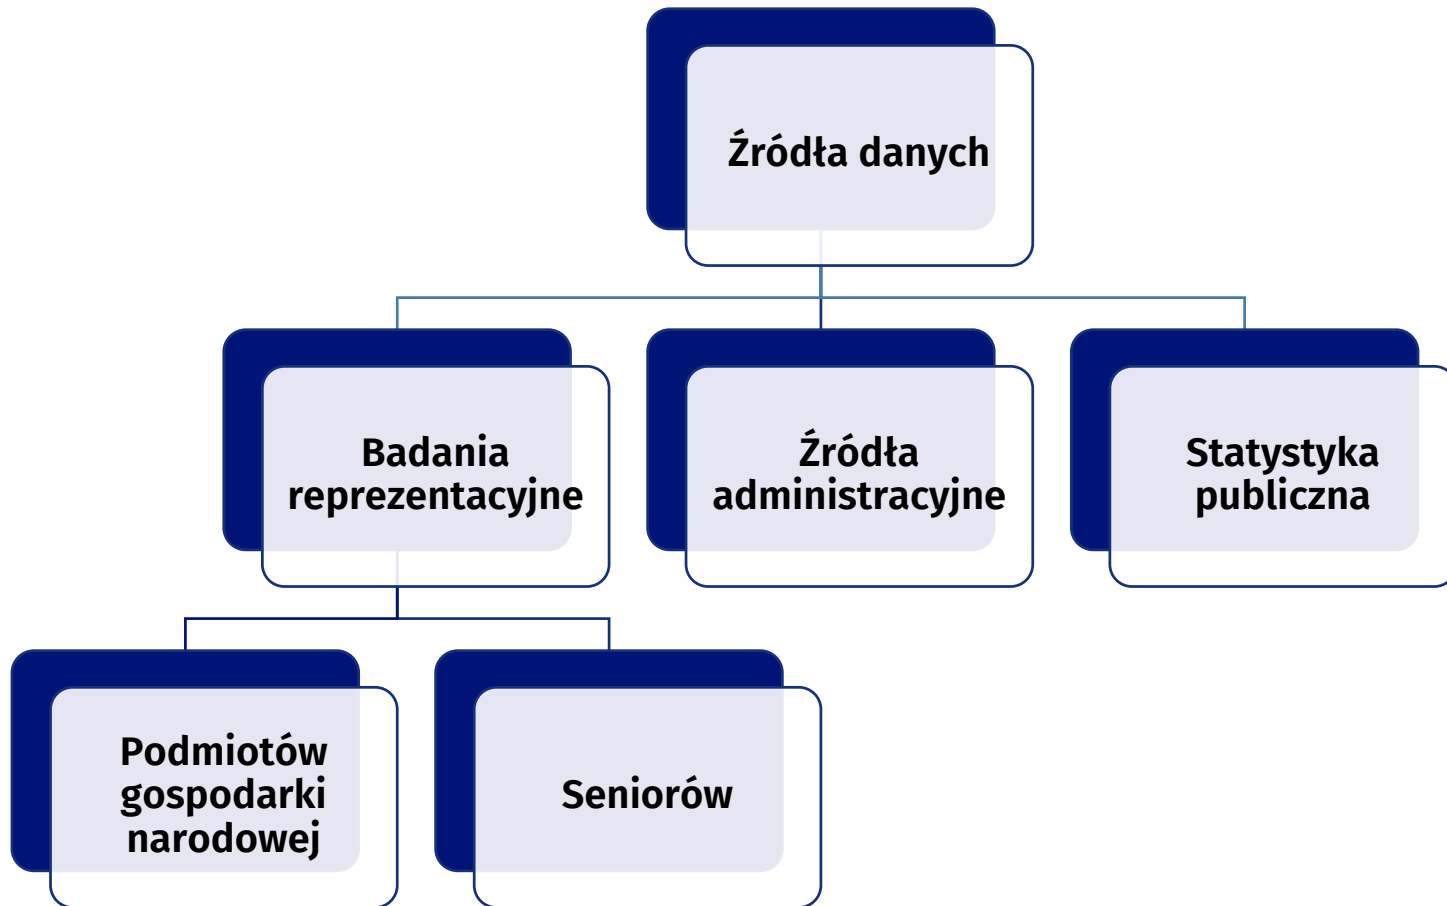 Źródła danych
Badania
reprezentacyjne
Źródła
administracyjne
Statystyka
publiczna
Podmiotów
gospodarki
narodowej
Seniorów